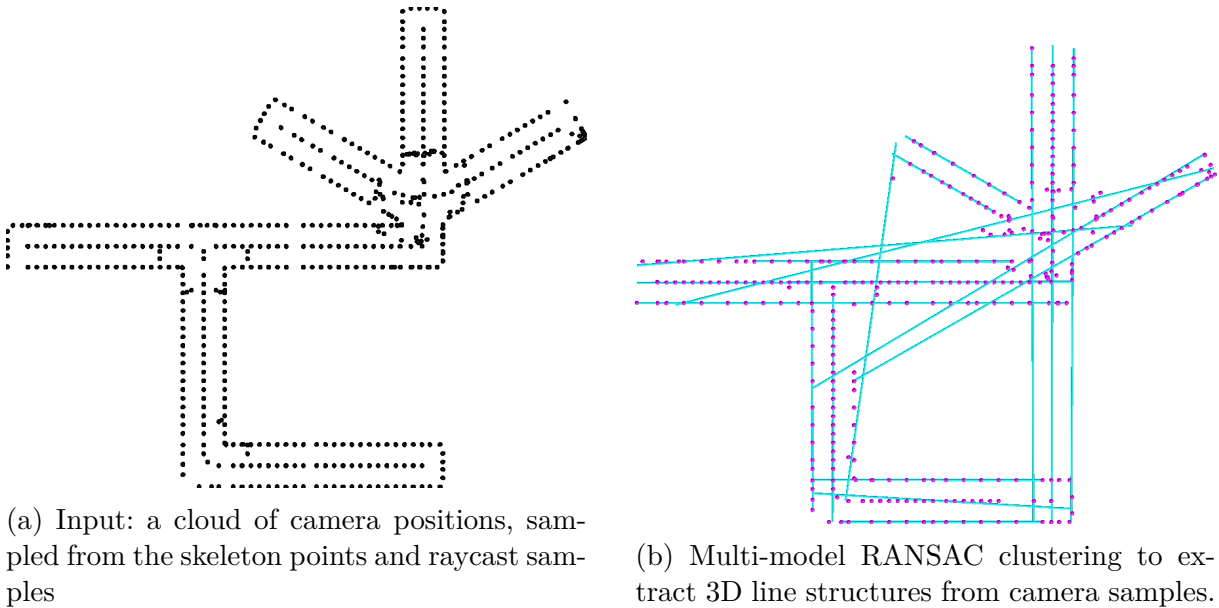 (a) Input: a cloud of camera positions, sam-
pled from the skeleton points and raycast sam-
ples
(b) Multi-model RANSAC clustering to ex-
tract 3D line structures from camera samples.